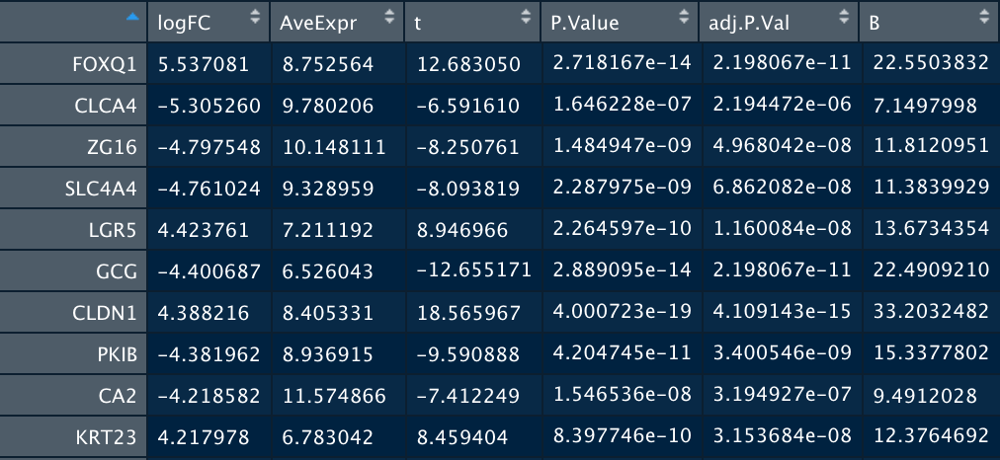 logFC AveExpr t P.Value adj.P.Val B
FOXQ1 5.537081 8.752564 12.683050 2.718167e−14 2.198067e−11 22.5503832
CLCA4 −5.305260 9.780206 −6.591610 1.646228e−07 2.194472e−06 7.1497998
ZG16 −4.797548 10.148111 −8.250761 1.484947e−09 4.968042e−08 11.8120951
SLC4A4 −4.761024 9.328959 −8.093819 2.287975e−09 6.862082e−08 11.3839929
LGR5 4.423761 7.211192 8.946966 2.264597e−10 1.160084e−08 13.6734354
GCG −4.400687 6.526043 −12.655171 2.889095e−14 2.198067e−11 22.4909210
CLDN1 4.388216 8.405331 18.565967 4.000723e−19 4.109143e−15 33.2032482
PKIB −4.381962 8.936915 −9.590888 4.204745e−11 3.400546e−09 15.3377802
CA2 −4.218582 11.574866 −7.412249 1.546536e−08 3.194927e−07 9.4912028
KRT23 4.217978 6.783042 8.459404 8.397746e−10 3.153684e−08 12.3764692